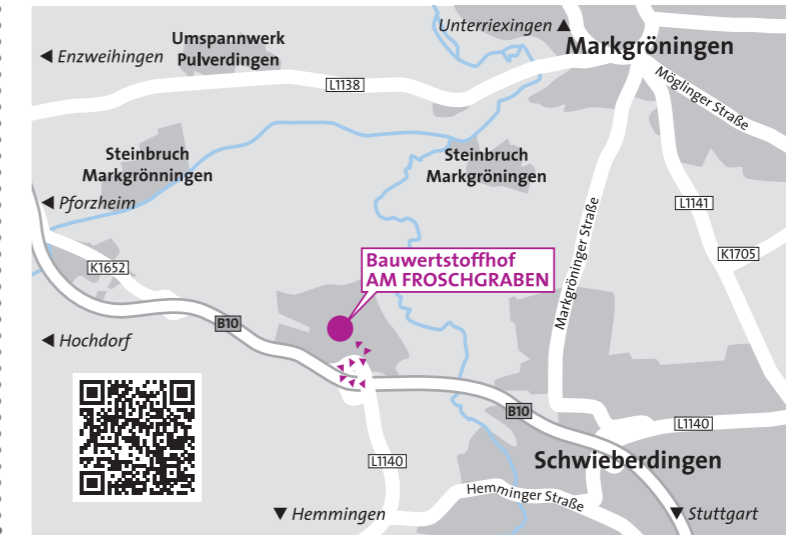 Unterriexingen ▲
Markgröningen
Umspannwerk
Pulverdingen
◀ Enzweihingen
L1138
Möglinger Straße
Steinbruch
Markgrönningen
Steinbruch
Markgröningen
◀ Pforzheim
L1141
Markgröninger Straße
K1705
K1652
Bauwertstoffhof
AM FROSCHGRABEN
B10
◀ Hochdorf
B10
L1140
L1140
Schwieberdingen
Hemminger Straße
▼ Hemmingen
▼ Stuttgart